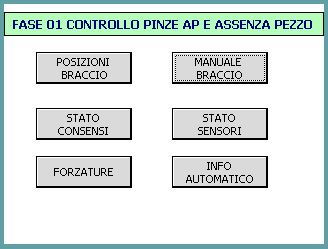 FASE 01 CONTROLLO PINZE AP E ASSENZA PEZZO
POSIZIONI
BRACCIO
MANUALE
BRACCIO
STATO
CONSENSI
STATO
SENSORI
FORZATURE
INFO
AUTOMATICO